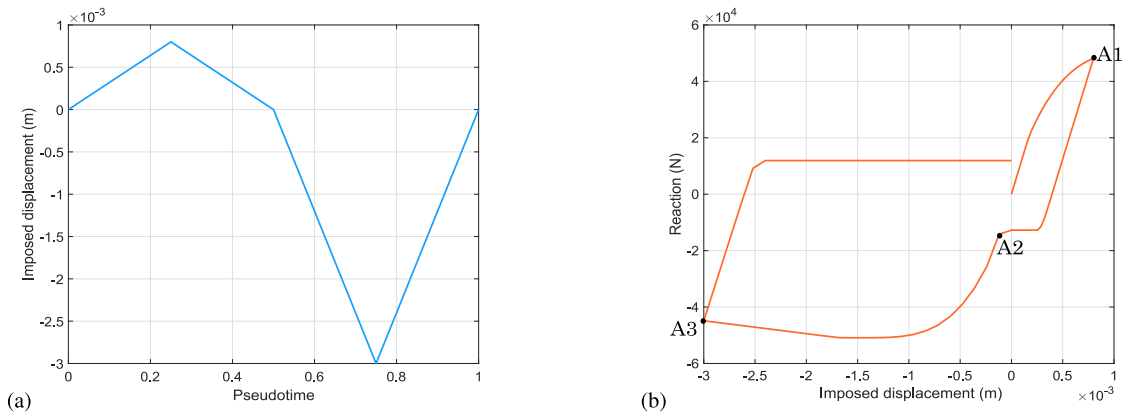 ×10⁻³
1
0.5
0
-0.5
-1
-1.5
-2
-2.5
-3
0 0.2 0.4 0.6 0.8 1
Imposed displacement (m)
Pseudotime
(a)
×10⁴
6
4
2
0
-2
-4
-6
-3 -2.5 -2 -1.5 -1 -0.5 0 0.5 1
Reaction (N)
Imposed displacement (m)
×10⁻³
A1
A2
A3
(b)